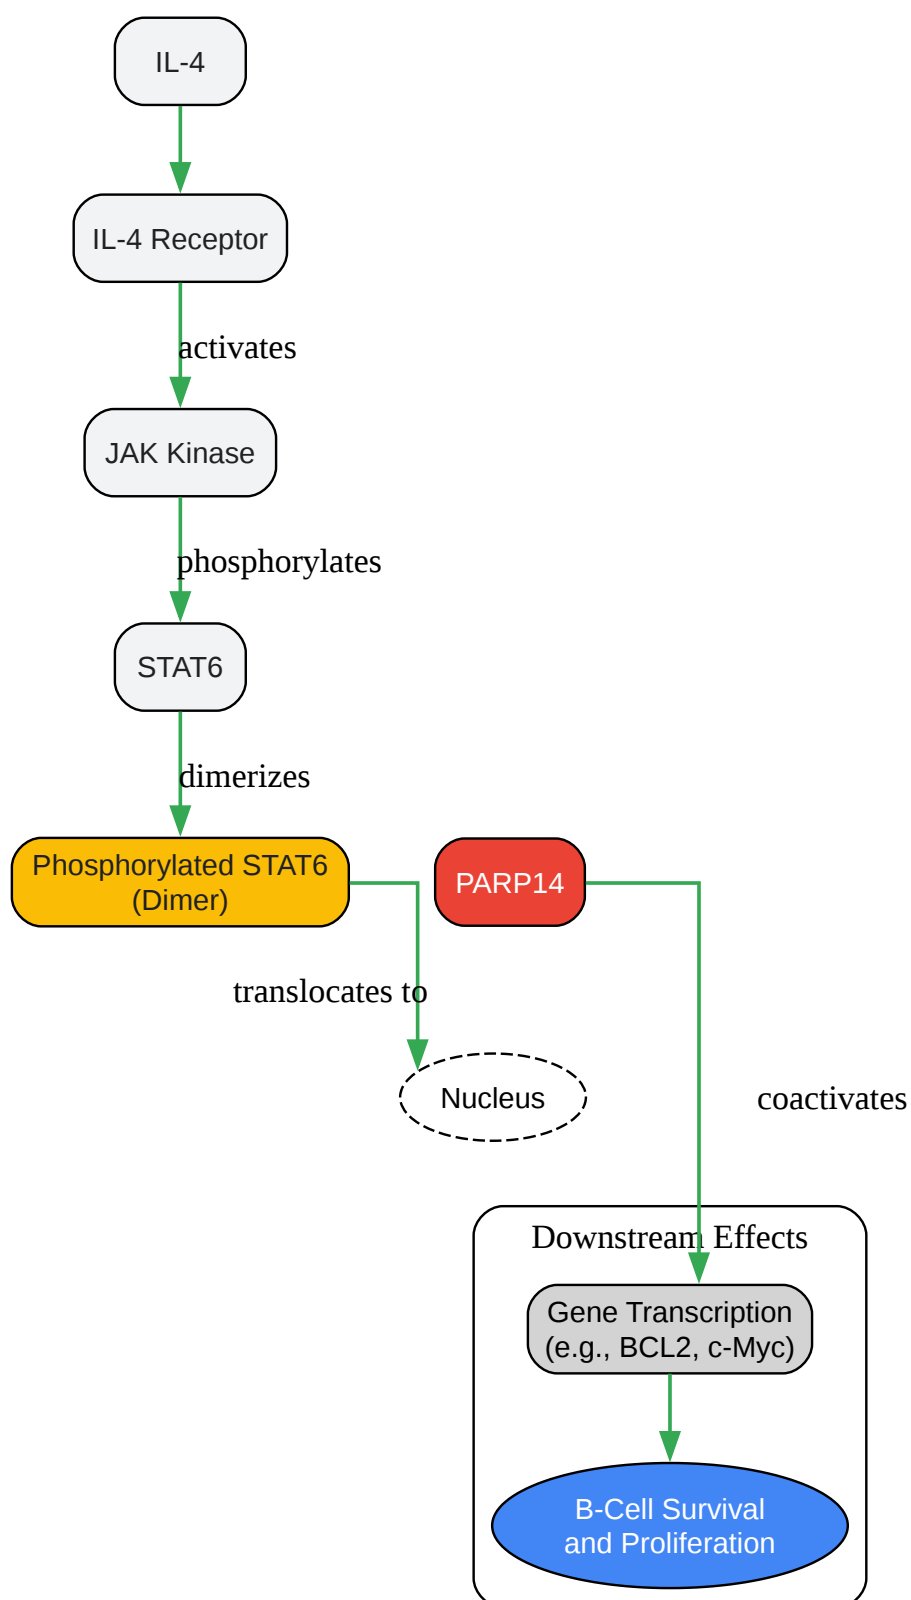 IL-4
IL-4 Receptor
activates
JAK Kinase
phosphorylates
STAT6
dimerizes
Phosphorylated STAT6
(Dimer)
PARP14
translocates to
Nucleus
coactivates
Downstream Effects
Gene Transcription
(e.g., BCL2, c-Myc)
B-Cell Survival
and Proliferation